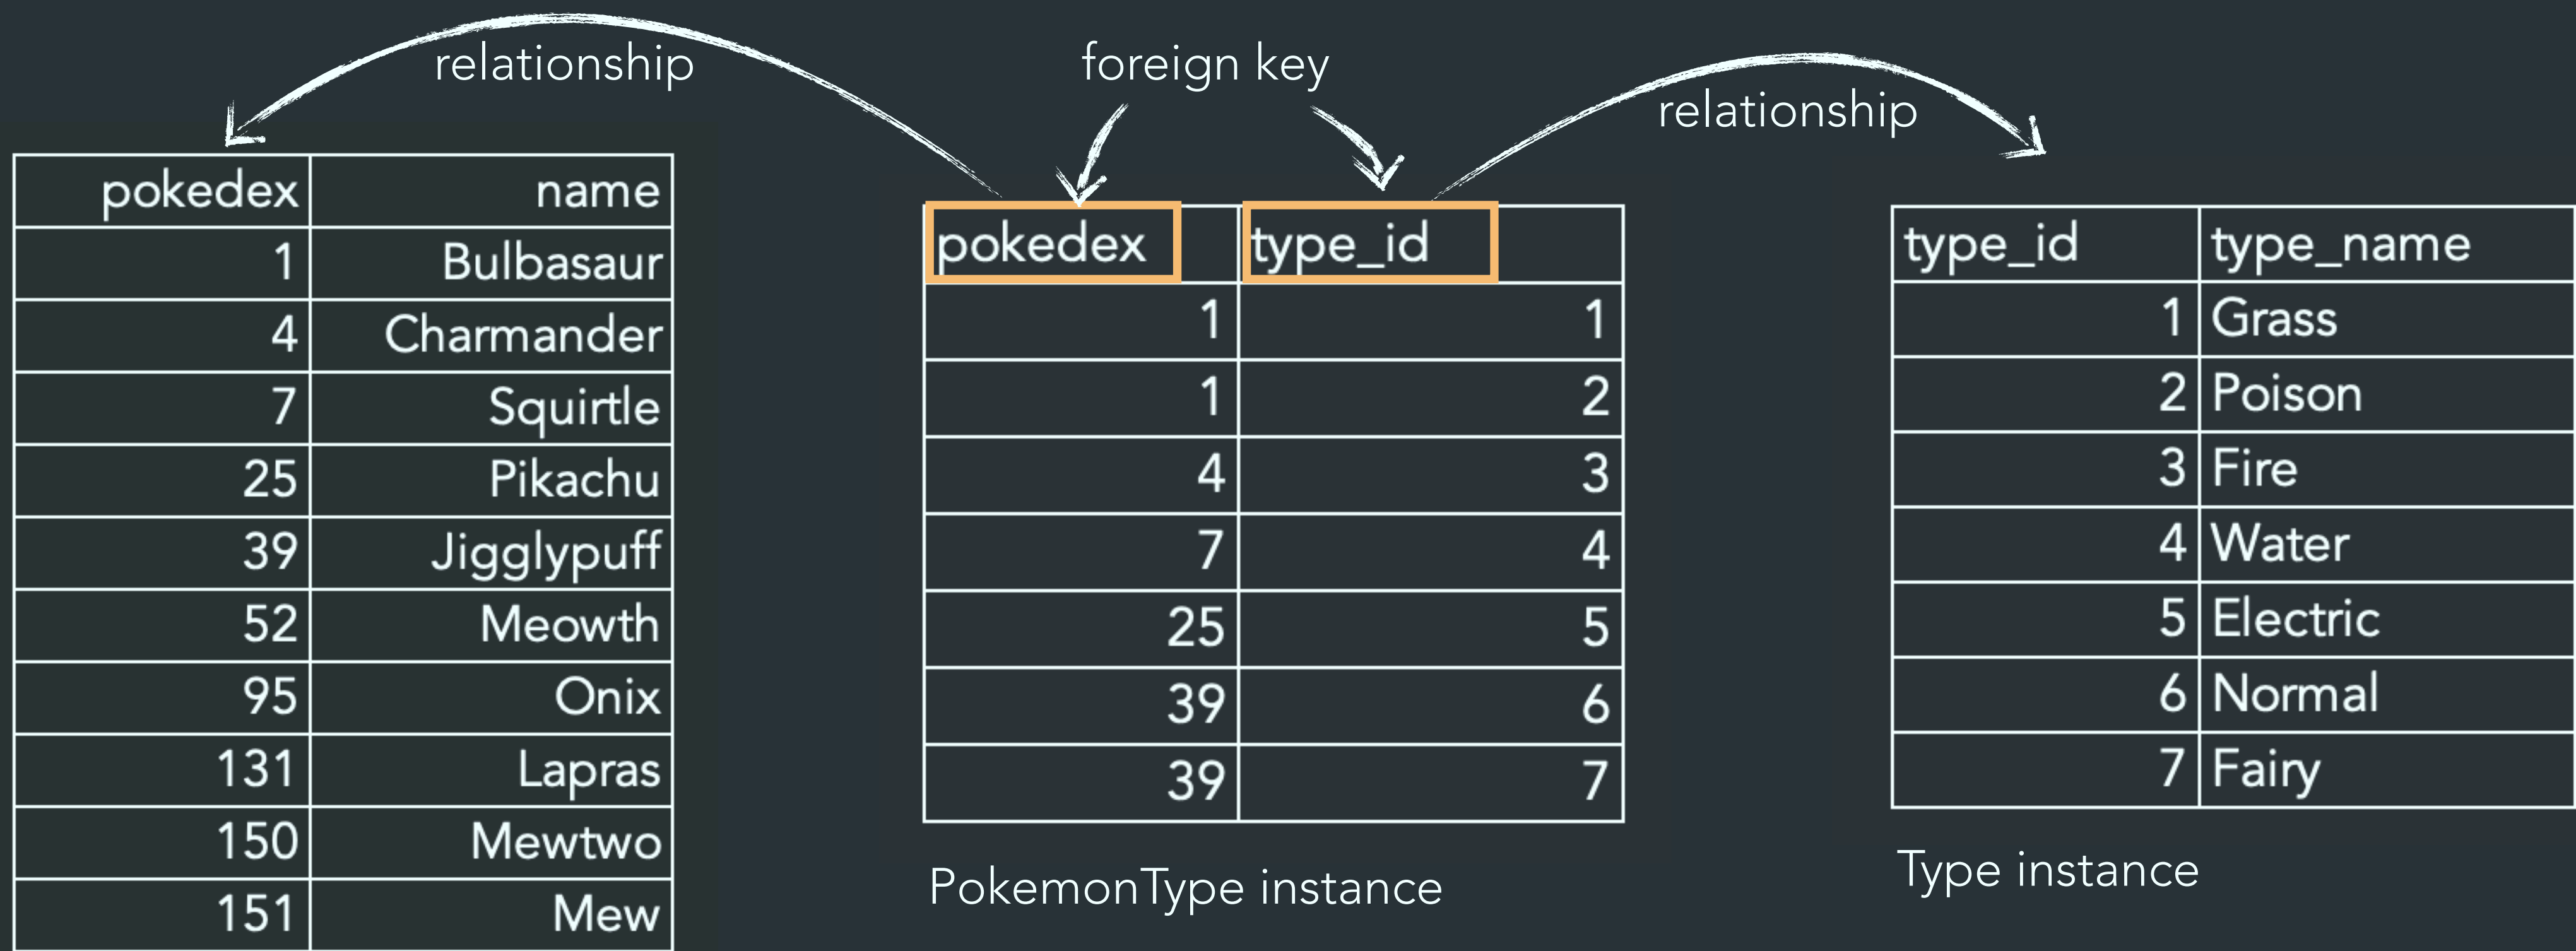 relationship
foreign key
relationship
pokedex name
1 Bulbasaur
4 Charmander
7 Squirtle
25 Pikachu
39 Jigglypuff
52 Meowth
95 Onix
131 Lapras
150 Mewtwo
151 Mew
pokedex type_id
1 1
1 2
4 3
7 4
25 5
39 6
39 7
PokemonType instance
type_id type_name
1 Grass
2 Poison
3 Fire
4 Water
5 Electric
6 Normal
7 Fairy
Type instance